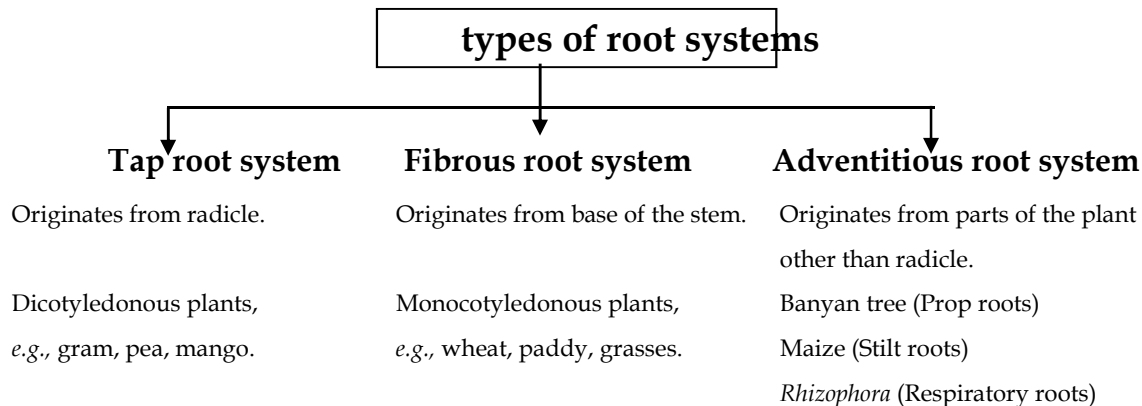 types of root systems
Tap root system
Fibrous root system
Adventitious root system
Originates from radicle.
Originates from base of the stem.
Originates from parts of the plant
other than radicle.
Dicotyledonous plants,
e.g., gram, pea, mango.
Monocotyledonous plants,
e.g., wheat, paddy, grasses.
Banyan tree (Prop roots)
Maize (Stilt roots)
Rhizophora (Respiratory roots)